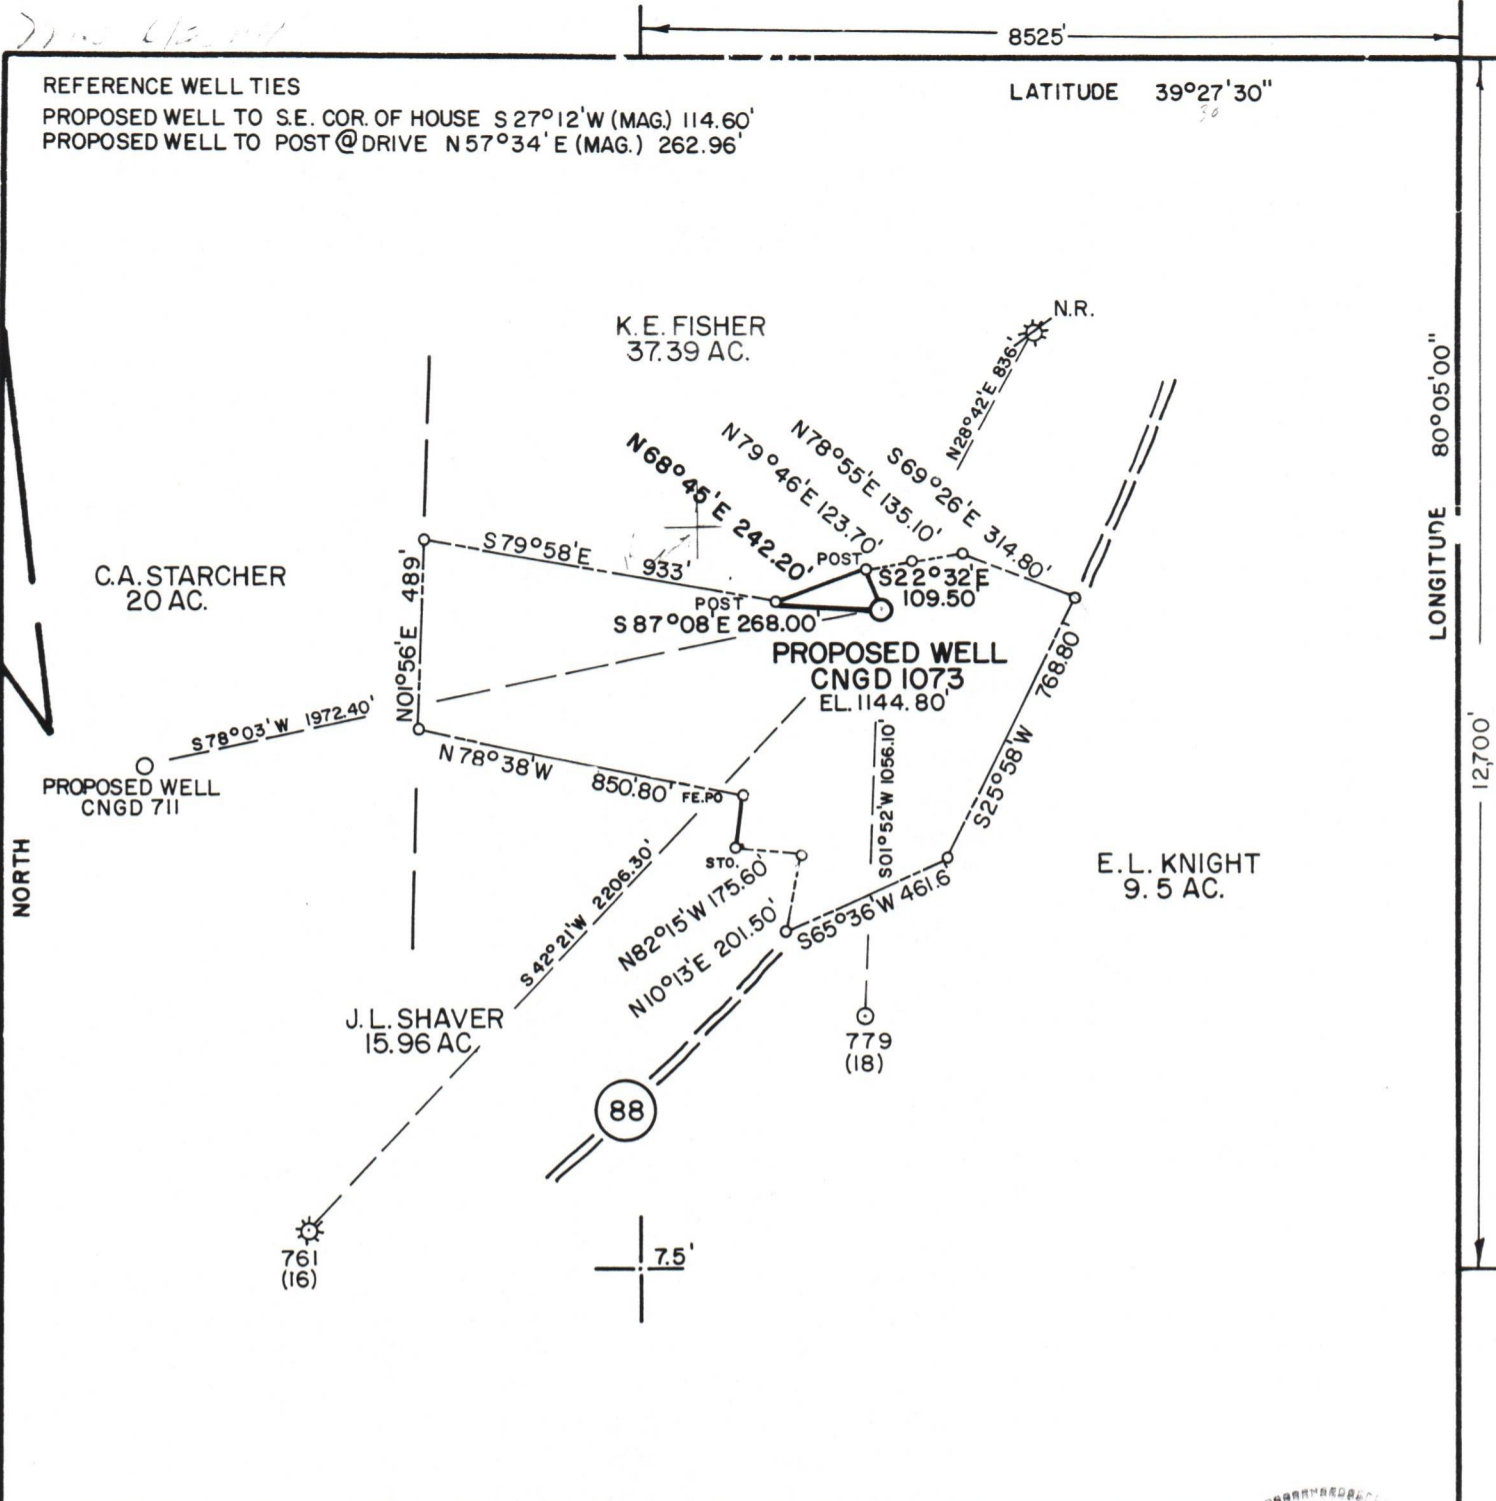 8525'
REFERENCE WELL TIES
PROPOSED WELL TO S.E. COR. OF HOUSE S 27°12'W (MAG.) 114.60'
PROPOSED WELL TO POST @ DRIVE N 57°34' E (MAG.) 262.96'
LATITUDE 39°27'30"
30
LONGITUDE 80°05'00"
12,700'
K. E. FISHER
37.39 AC.
N.R.
N28°42'E 836'
N68°45'E 242.20'
N79°46'E 123.70'
N78°55'E 135.10'
S69°26'E 314.80'
C.A. STARCHER
20 AC.
N01°56'E 489'
S79°58'E 933'
POST
POST
S22°32'E
109.50'
S87°08'E 268.00'
PROPOSED WELL
CNGD 1073
EL. 1144.80'
S78°03'W 1972.40'
PROPOSED WELL
CNGD 711
N78°38'W 850.80'
FE.PO
STO.
S01°52'W 1056.10'
S25°58'W 768.80'
S65°36'W 461.6'
N82°15'W 175.60'
N10°13'E 201.50'
S42°21'W 2206.30'
E.L. KNIGHT
9.5 AC.
NORTH
J.L. SHAVER
15.96 AC.
779
(18)
88
761
(16)
7.5'